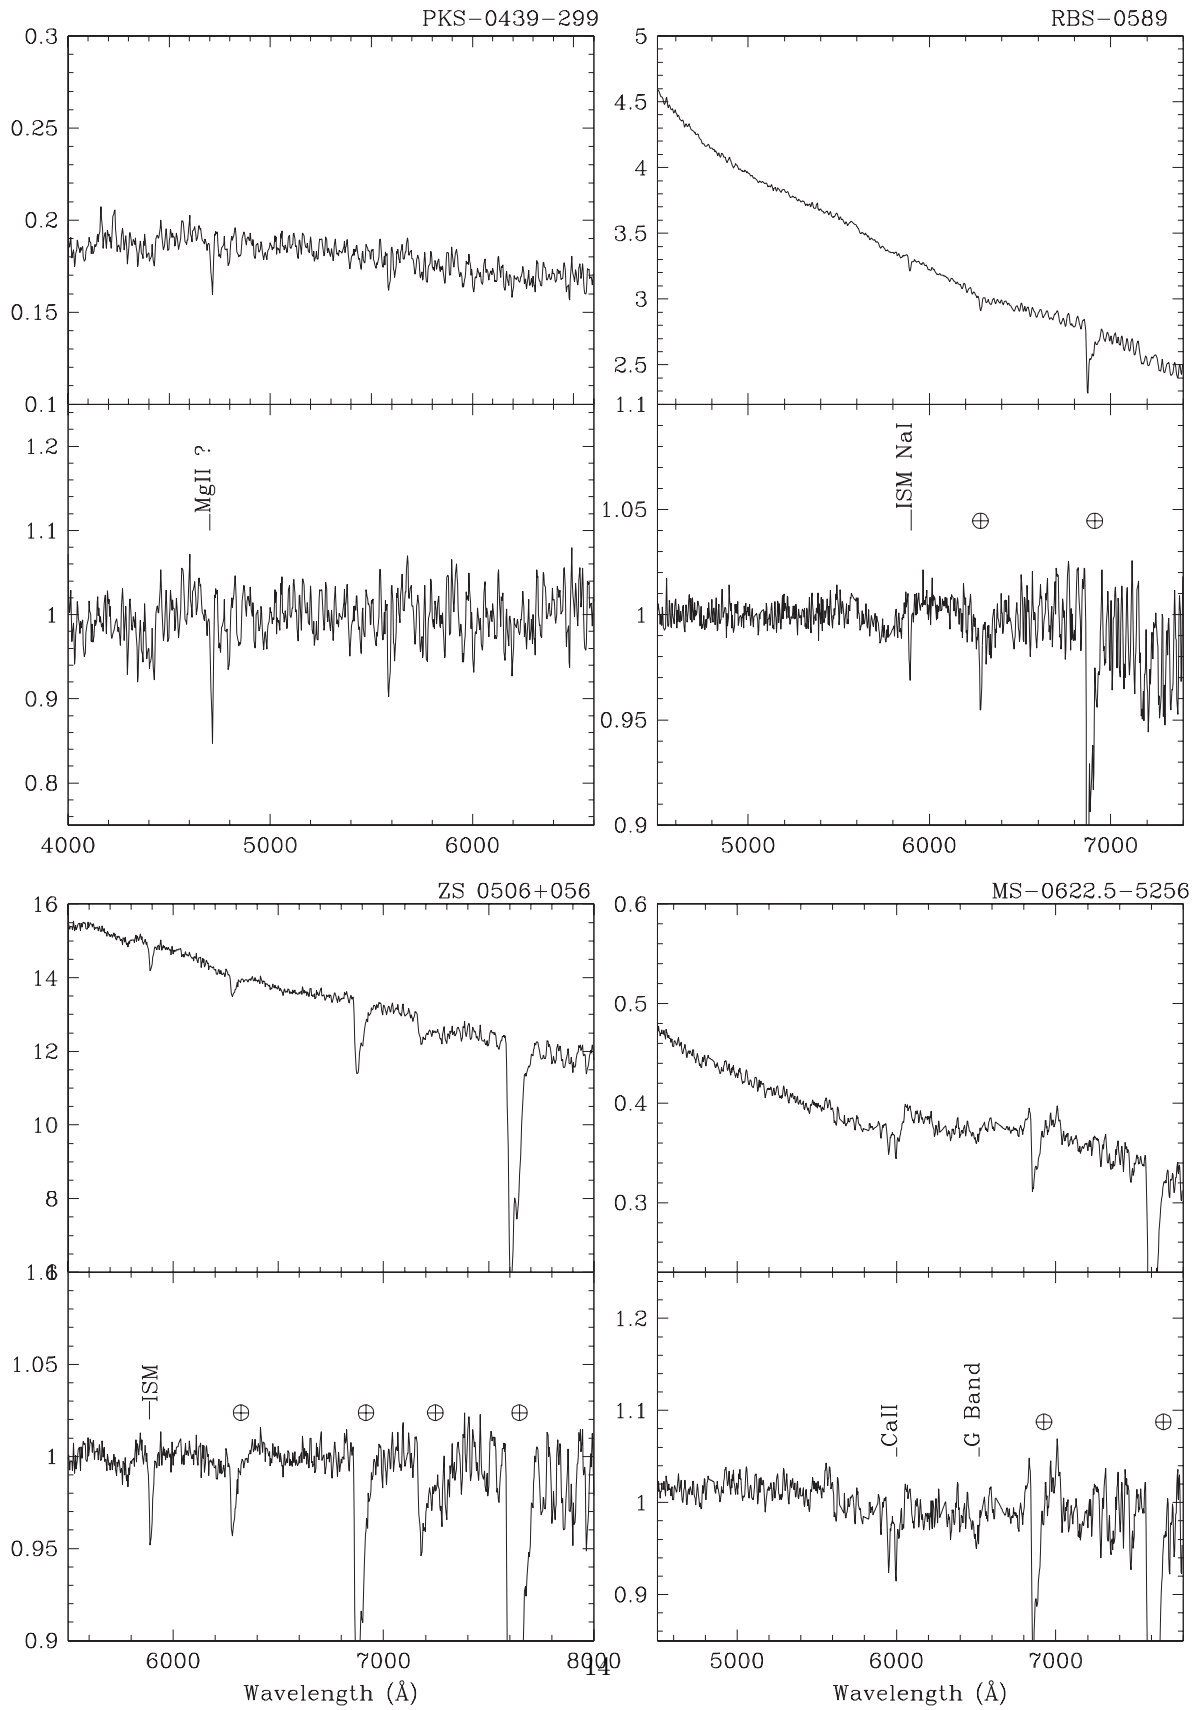 PKS-0439-299
0.3
0.25
0.2
0.15
0.1
1.2
1.1
1
0.9
0.8
MgII ?
4000 5000 6000
RBS-0589
5
4.5
4
3.5
3
2.5
1.1
1.05
1
0.95
0.9
ISM NaI
⊕ ⊕
5000 6000 7000
ZS 0506+056
16
14
12
10
8
6
1.1
1.05
1
0.95
0.9
ISM
⊕ ⊕ ⊕ ⊕
6000 7000 8000
Wavelength (Å)
MS-0622.5-5256
0.6
0.5
0.4
0.3
1.2
1.1
1
0.9
CaII
G Band
⊕ ⊕
5000 6000 7000
Wavelength (Å)
14